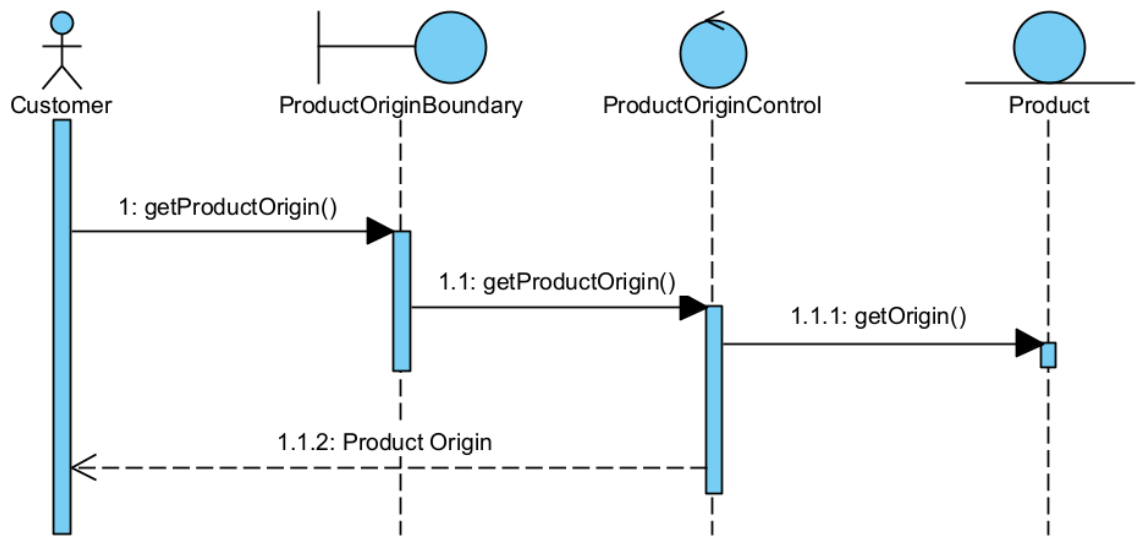 Customer
ProductOriginBoundary
ProductOriginControl
Product
1: getProductOrigin()
1.1: getProductOrigin()
1.1.1: getOrigin()
1.1.2: Product Origin